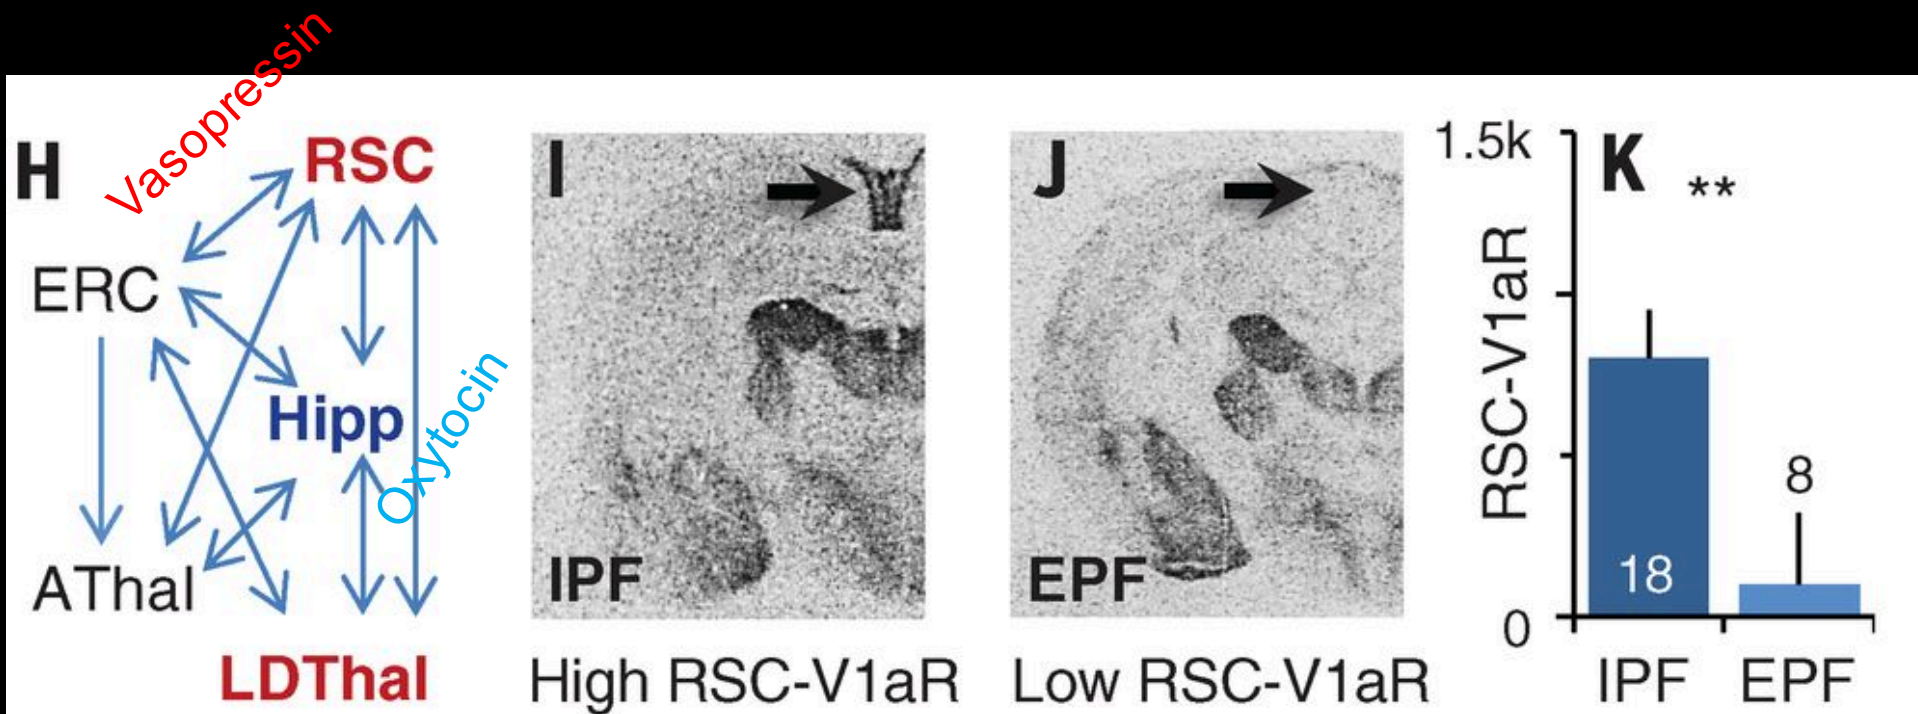 Vasopressin
H
RSC
ERC
Hipp
Oxytocin
AThal
LDThal
I
IPF
High RSC-V1aR
J
EPF
Low RSC-V1aR
K
**
1.5k
RSC-V1aR
0
18
8
IPF
EPF